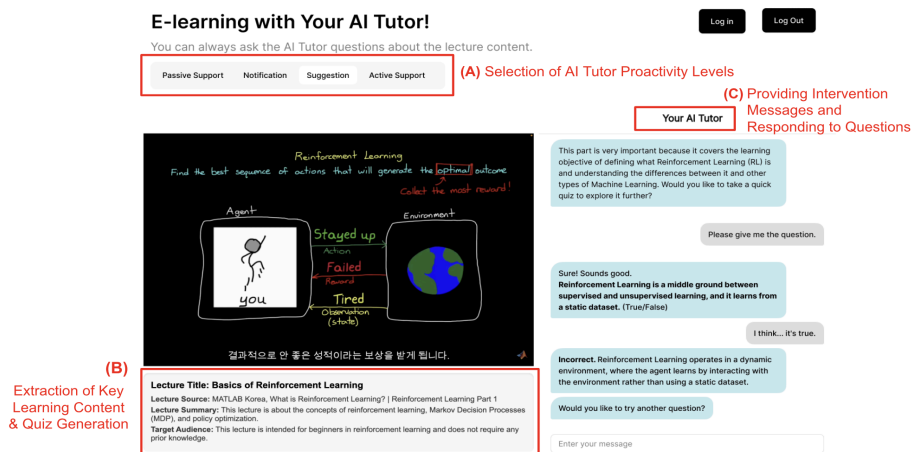 E-learning with Your AI Tutor!
Log in
Log Out
You can always ask the AI Tutor questions about the lecture content.
Passive Support
Notification
Suggestion
Active Support
(A) Selection of AI Tutor Proactivity Levels
(C) Providing Intervention
Messages and
Responding to Questions
Your AI Tutor
Reinforcement Learning
Find the best sequence of actions that will generate the optimal outcome
Collect the most reward!
Agent
Environment
Stayed up
Action
Failed
Reward
Tired
Observation
(state)
you
결과적으로 안 좋은 성적이라는 보상을 받게 됩니다.
This part is very important because it covers the learning
objective of defining what Reinforcement Learning (RL) is
and understanding the differences between it and other
types of Machine Learning. Would you like to take a quick
quiz to explore it further?
Please give me the question.
Sure! Sounds good.
Reinforcement Learning is a middle ground between
supervised and unsupervised learning, and it learns from
a static dataset. (True/False)
I think... it's true.
Incorrect. Reinforcement Learning operates in a dynamic
environment, where the agent learns by interacting with
the environment rather than using a static dataset.
Would you like to try another question?
Enter your message
(B)
Extraction of Key
Learning Content
& Quiz Generation
Lecture Title: Basics of Reinforcement Learning
Lecture Source: MATLAB Korea, What is Reinforcement Learning? | Reinforcement Learning Part 1
Lecture Summary: This lecture is about the concepts of reinforcement learning, Markov Decision Processes
(MDP), and policy optimization.
Target Audience: This lecture is intended for beginners in reinforcement learning and does not require any
prior knowledge.